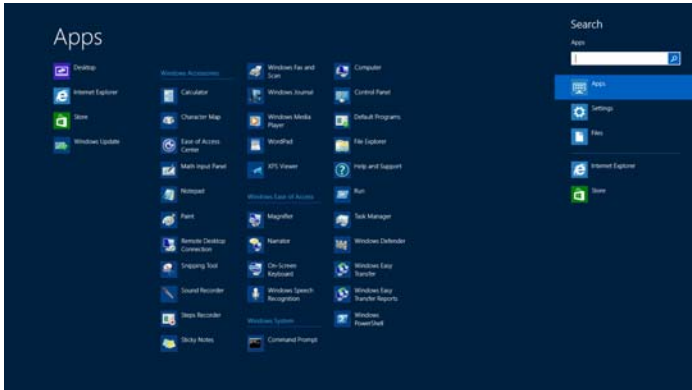 Apps
Desktop
Internet Explorer
Store
Windows Update
Windows Accessories
Calculator
Character Map
Ease of Access
Center
Math Input Panel
Notepad
Paint
Remote Desktop
Connection
Snipping Tool
Sound Recorder
Steps Recorder
Sticky Notes
Windows Fax and
Scan
Windows Journal
Windows Media
Player
WordPad
XPS Viewer
Windows Ease of Access
Magnifier
Narrator
On-Screen
Keyboard
Windows Speech
Recognition
Windows System
Command Prompt
Computer
Control Panel
Default Programs
File Explorer
Help and Support
Run
Task Manager
Windows Defender
Windows Easy
Transfer
Windows Easy
Transfer Reports
Windows
PowerShell
Search
Apps
Apps
Settings
Files
Internet Explorer
Store